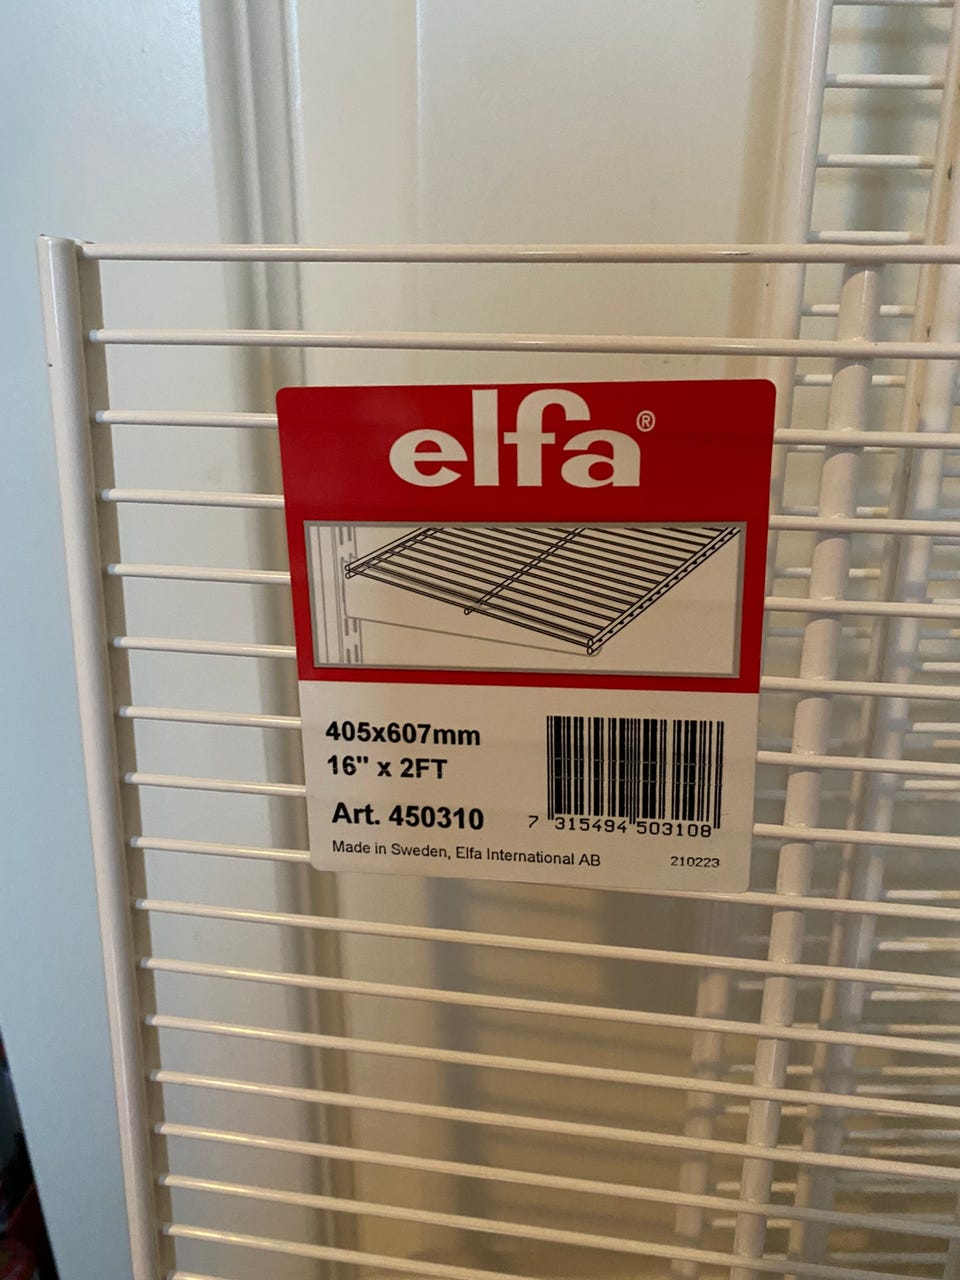 elfa®
405x607mm
16" x 2FT
Art. 450310
7 315494 503108
Made in Sweden, Elfa International AB
210223